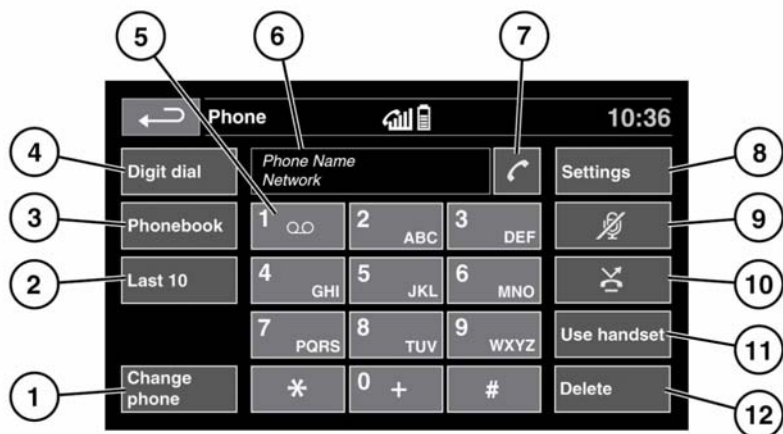 5
6
7
Phone
10:36
4
Digit dial
Phone Name
Network
Settings
8
3
Phonebook
1
2 ABC
3 DEF
9
2
Last 10
4 GHI
5 JKL
6 MNO
10
7 PQRS
8 TUV
9 WXYZ
Use handset
11
1
Change
phone
*
0 +
#
Delete
12